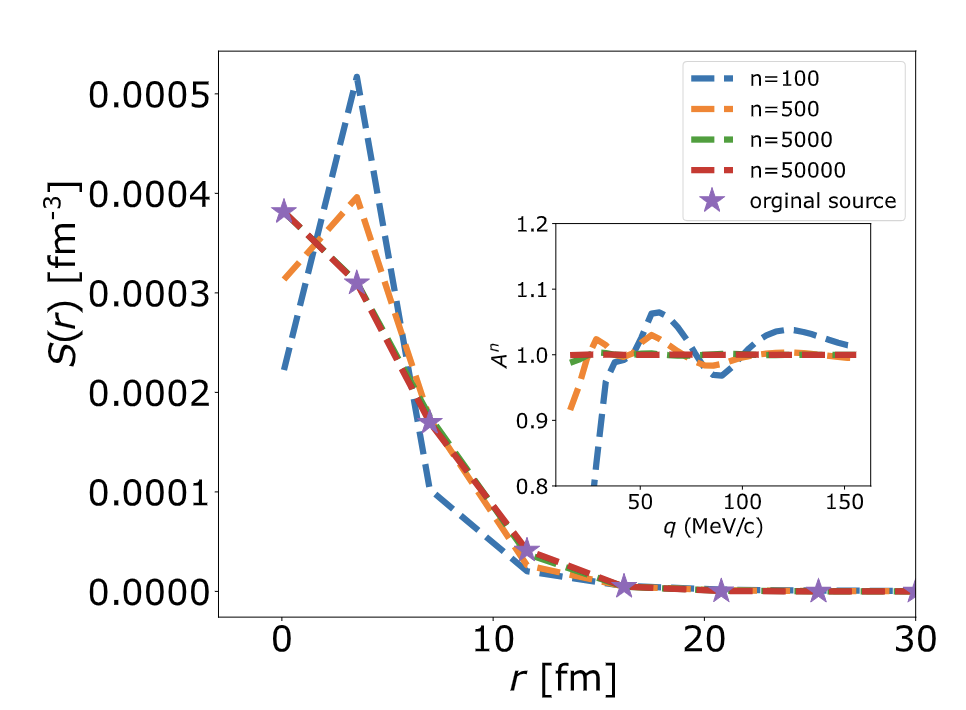 n=100
n=500
n=5000
n=50000
orginal source
0.0005
0.0004
0.0003
0.0002
0.0001
0.0000
S(r) [fm⁻³]
0 10 20 30
r [fm]
1.2
1.1
1.0
0.9
0.8
Aⁿ
50 100 150
q (MeV/c)